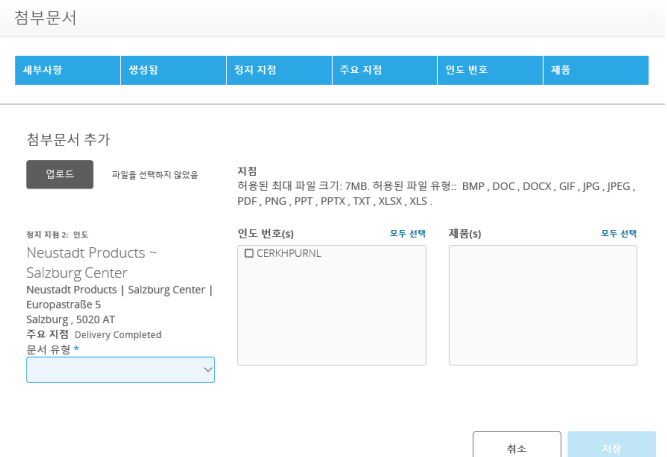 첨부문서
세부사항 생성됨 정지 지점 주요 지점 인도 번호 제품
첨부문서 추가
업로드 파일을 선택하지 않았음
지침
허용된 최대 파일 크기: 7MB. 허용된 파일 유형:: BMP , DOC , DOCX , GIF , JPG , JPEG ,
PDF , PNG , PPT , PPTX , TXT , XLSX , XLS .
정지 지점 2: 인도
Neustadt Products ~
Salzburg Center
Neustadt Products | Salzburg Center |
Europastraße 5
Salzburg , 5020 AT
주요 지점 Delivery Completed
문서 유형 *
인도 번호(s) 모두 선택
CERKHPURNL
제품(s) 모두 선택
취소 저장